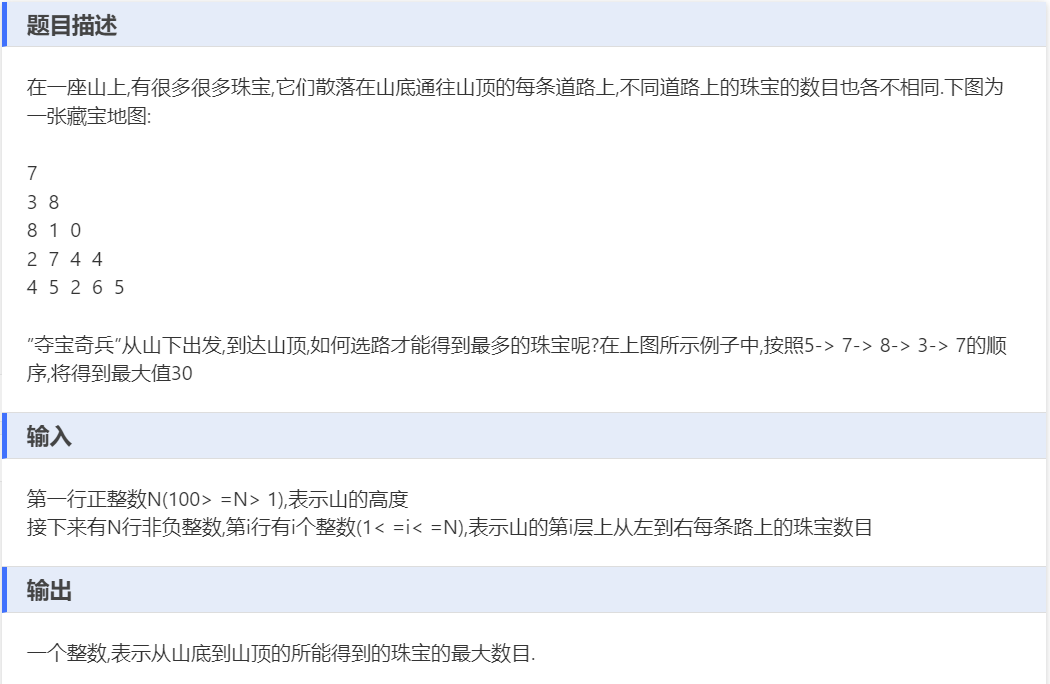 题目描述
在一座山上,有很多很多珠宝,它们散落在山底通往山顶的每条道路上,不同道路上的珠宝的数目也各不相同.下图为
一张藏宝地图:
7
3 8
8 1 0
2 7 4 4
4 5 2 6 5
”夺宝奇兵”从山下出发,到达山顶,如何选路才能得到最多的珠宝呢?在上图所示例子中,按照5-> 7-> 8-> 3-> 7的顺
序,将得到最大值30
输入
第一行正整数N(100> =N> 1),表示山的高度
接下来有N行非负整数,第i行有i个整数(1< =i< =N),表示山的第i层上从左到右每条路上的珠宝数目
输出
一个整数,表示从山底到山顶的所能得到的珠宝的最大数目.